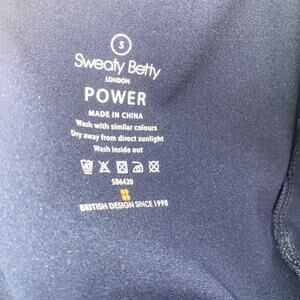 S
Sweaty Betty
LONDON
POWER
MADE IN CHINA
Wash with similar colours
Dry away from direct sunlight
Wash inside out
SB6420
BRITISH DESIGN SINCE 1998